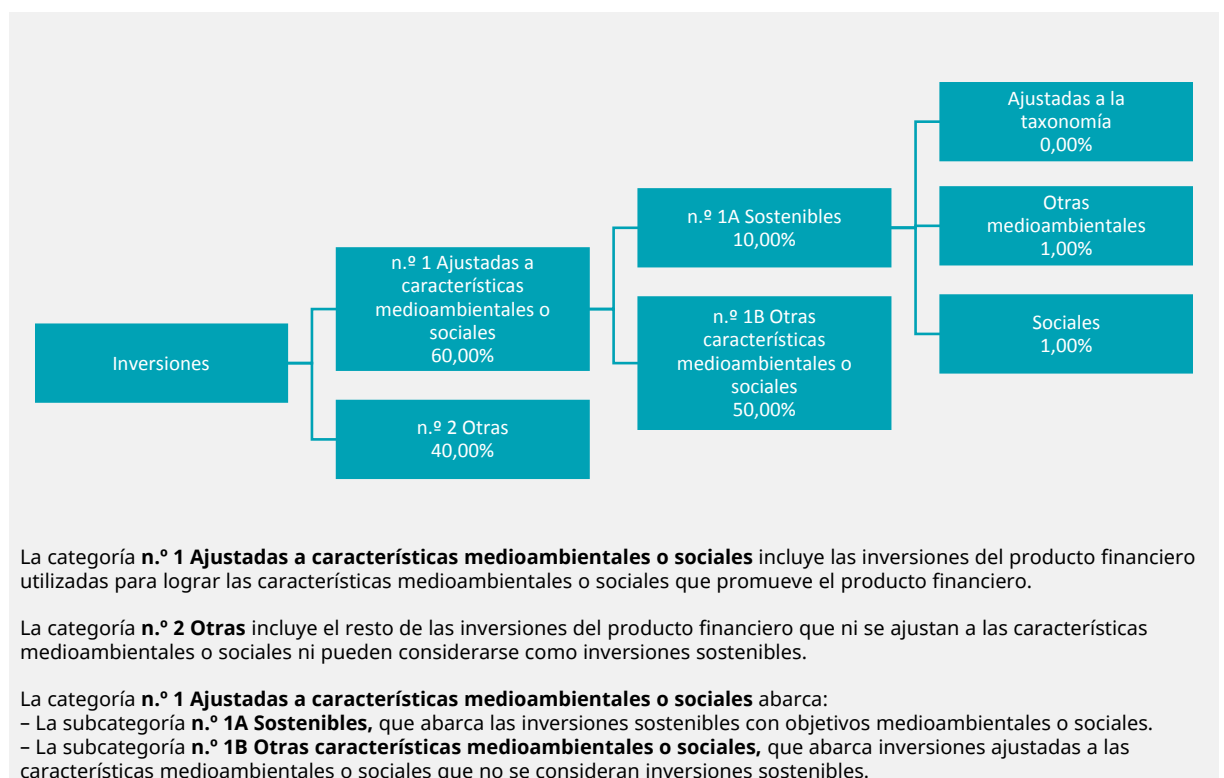 Inversiones
n.º 1 Ajustadas a
características
medioambientales o
sociales
60,00%
n.º 2 Otras
40,00%
n.º 1A Sostenibles
10,00%
n.º 1B Otras
características
medioambientales o
sociales
50,00%
Ajustadas a la
taxonomía
0,00%
Otras
medioambientales
1,00%
Sociales
1,00%
La categoría n.º 1 Ajustadas a características medioambientales o sociales incluye las inversiones del producto financiero
utilizadas para lograr las características medioambientales o sociales que promueve el producto financiero.
La categoría n.º 2 Otras incluye el resto de las inversiones del producto financiero que ni se ajustan a las características
medioambientales o sociales ni pueden considerarse como inversiones sostenibles.
La categoría n.º 1 Ajustadas a características medioambientales o sociales abarca:
– La subcategoría n.º 1A Sostenibles, que abarca las inversiones sostenibles con objetivos medioambientales o sociales.
– La subcategoría n.º 1B Otras características medioambientales o sociales, que abarca inversiones ajustadas a las
características medioambientales o sociales que no se consideran inversiones sostenibles.